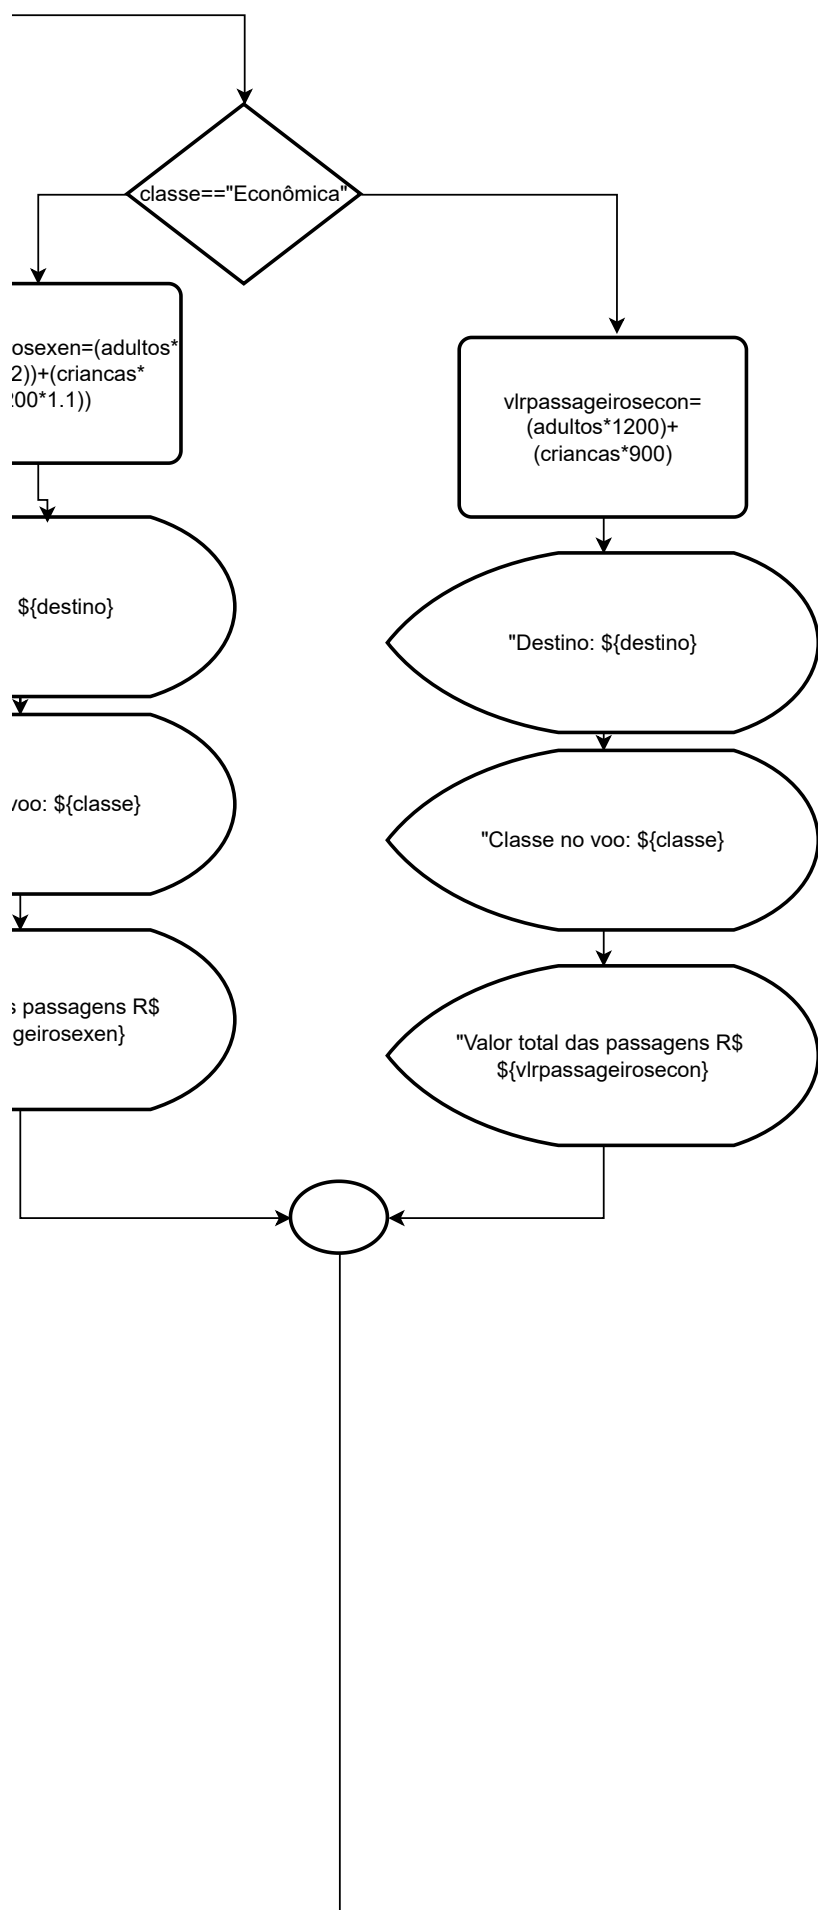 classe=="Econômica"
osexen=(adultos*
2))+(criancas*
00*1.1))
vlrpassageirosecon=
(adultos*1200)+
(criancas*900)
${destino}
"Destino: ${destino}
voo: ${classe}
"Classe no voo: ${classe}
s passagens R$
geirosexen}
"Valor total das passagens R$
${vlrpassageirosecon}